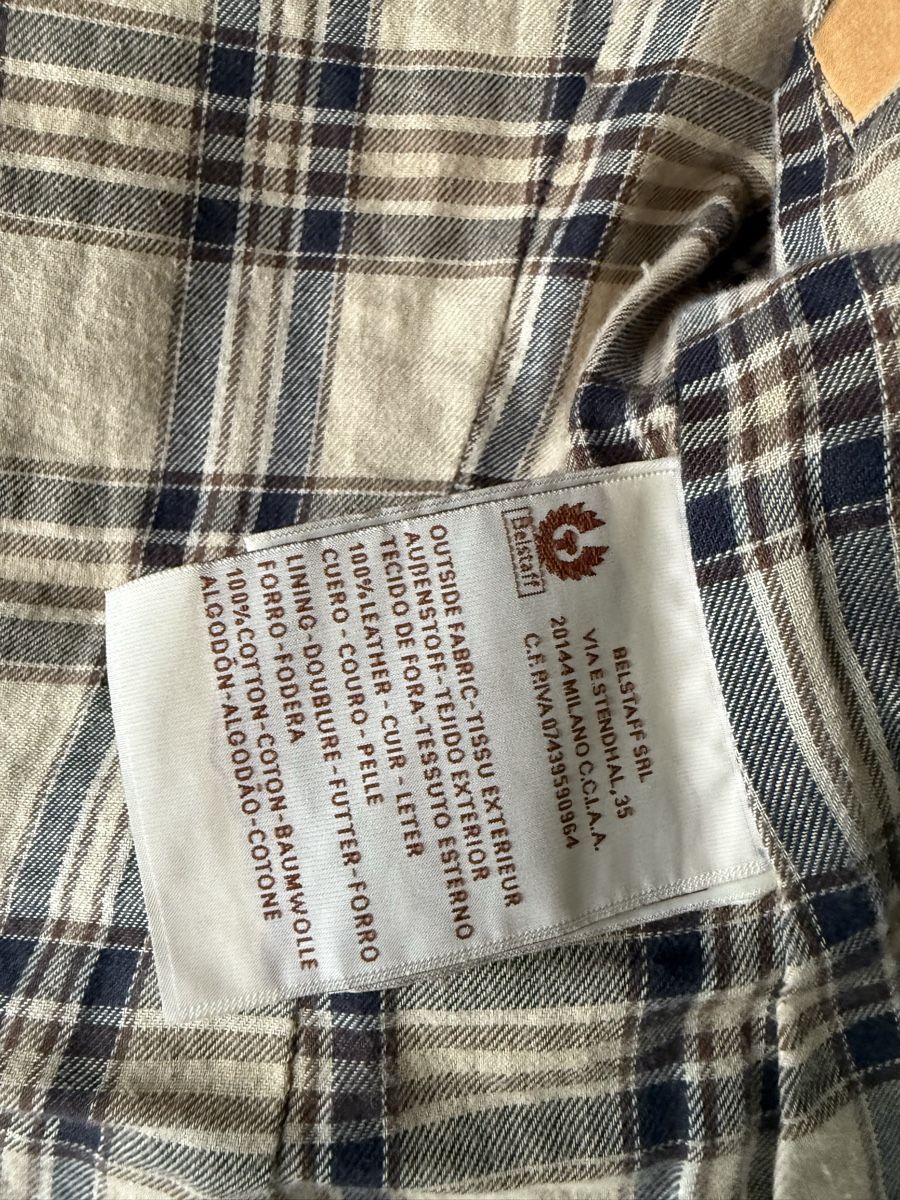 Belstaff
BELSTAFF SRL
VIA E STENDHAL, 35
20144 MILANO C.C.I.A.A.
C.F.RIVA 07439590964
OUTSIDE FABRIC-TISSU EXTERIEUR
AUßENSTOFF-TEJIDO EXTERIOR
TECIDO DE FORA-TESSUTO ESTERNO
100%LEATHER - CUIR - LETER
CUERO - COURO - PELLE
LINING-DOUBLURE-FUTTER-FORRO
FORRO-FODERA
100%COTTON-COTON-BAUMWOLLE
ALGODÓN-ALGODÃO-COTONE